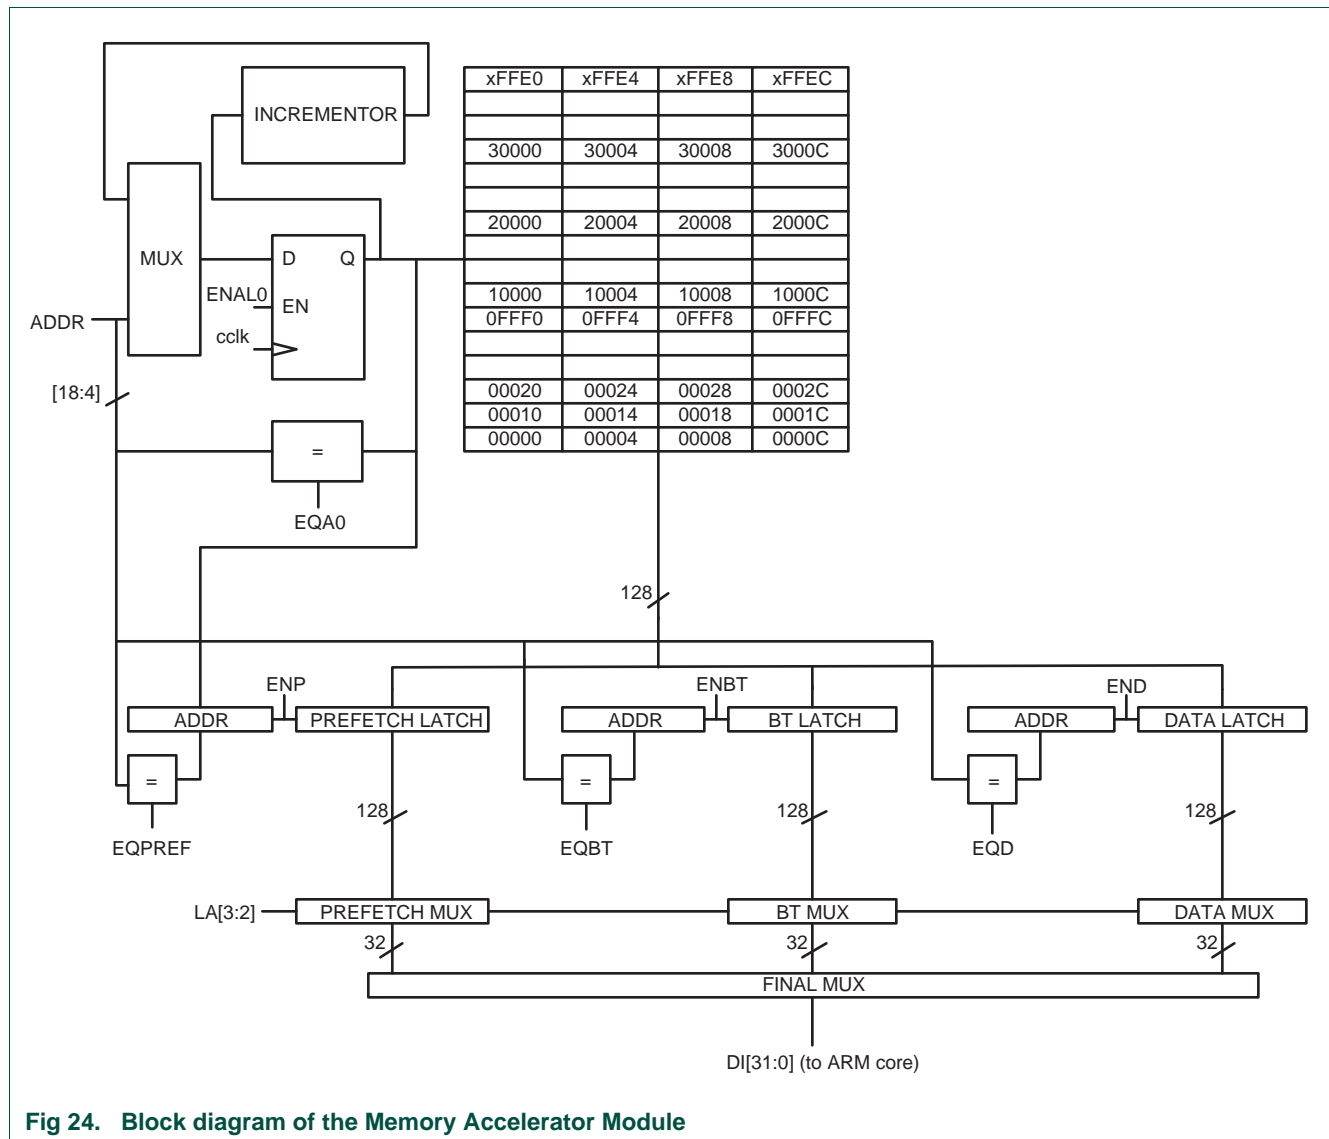 INCREMENTOR
xFFE0 xFFE4 xFFE8 xFFEC
30000 30004 30008 3000C
20000 20004 20008 2000C
MUX
D Q
ENAL0
EN
10000 10004 10008 1000C
ADDR
0FFF0 0FFF4 0FFF8 0FFFC
cclk
[18:4]
00020 00024 00028 0002C
00010 00014 00018 0001C
00000 00004 00008 0000C
=
EQA0
128
ENP ENBT END
ADDR PREFETCH LATCH ADDR BT LATCH ADDR DATA LATCH
= = =
128 128 128
EQPREF EQBT EQD
LA[3:2] PREFETCH MUX BT MUX DATA MUX
32 32 32
FINAL MUX
DI[31:0] (to ARM core)
Fig 24. Block diagram of the Memory Accelerator Module